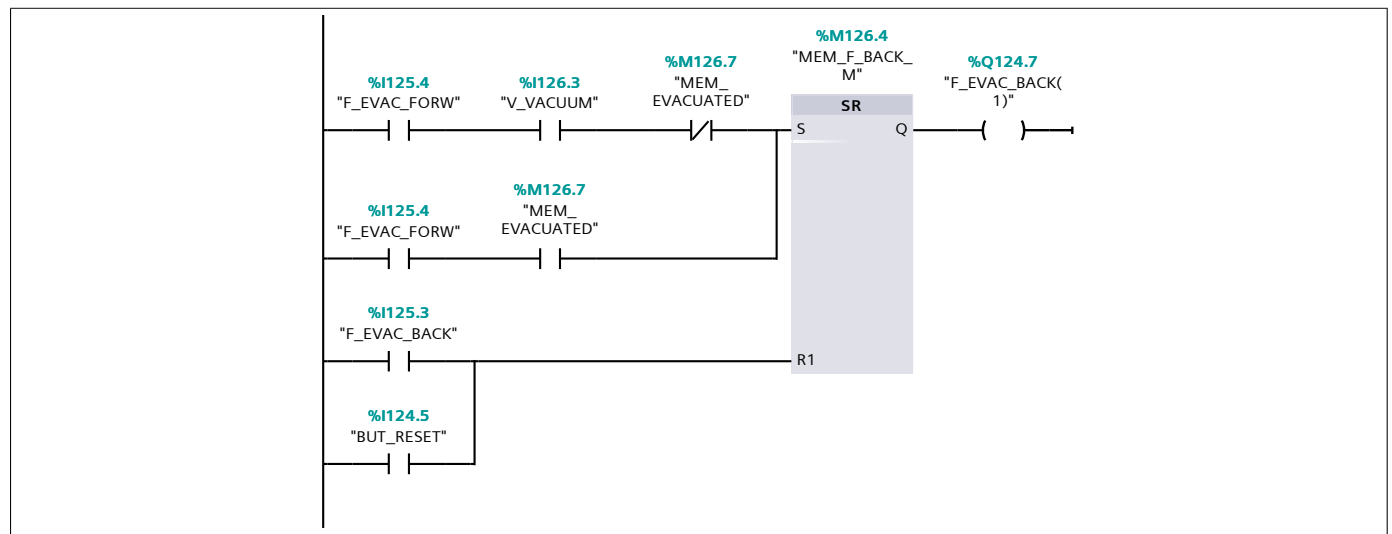 %M126.4
"MEM_F_BACK_
M"
%I125.4
"F_EVAC_FORW"
%I126.3
"V_VACUUM"
%M126.7
"MEM_
EVACUATED"
%Q124.7
"F_EVAC_BACK(
1)"
SR
S
Q
%I125.4
"F_EVAC_FORW"
%M126.7
"MEM_
EVACUATED"
%I125.3
"F_EVAC_BACK"
R1
%I124.5
"BUT_RESET"